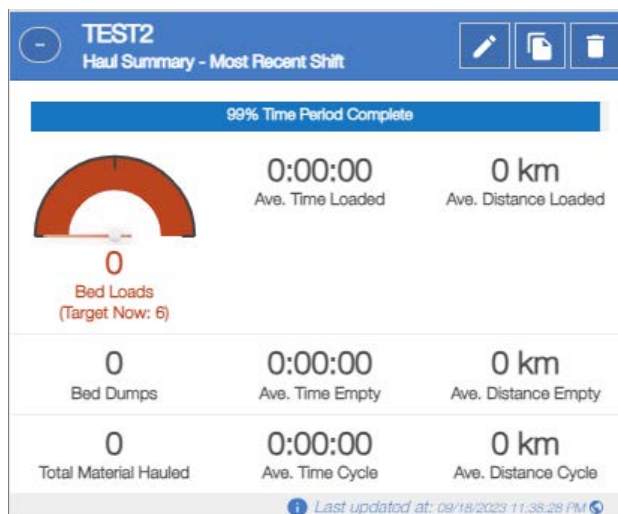 TEST2
Haul Summary - Most Recent Shift
99% Time Period Complete
0:00:00
0 km
Ave. Time Loaded
Ave. Distance Loaded
0
Bed Loads
(Target Now: 6)
0
0:00:00
0 km
Bed Dumps
Ave. Time Empty
Ave. Distance Empty
0
0:00:00
0 km
Total Material Hauled
Ave. Time Cycle
Ave. Distance Cycle
Last updated at: 09/18/2023 11:38:28 PM